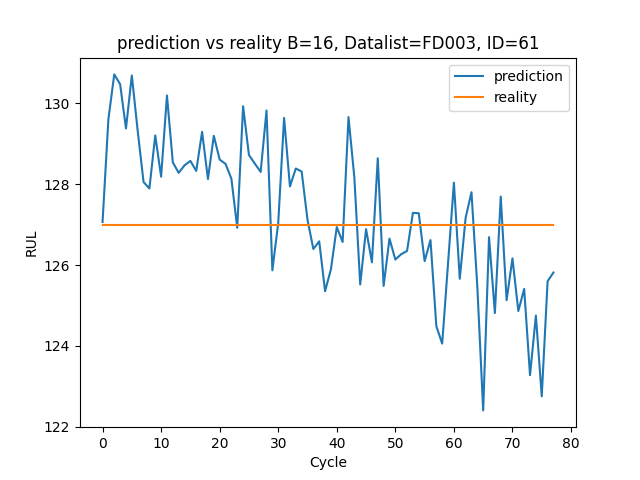 prediction vs reality B=16, Datalist=FD003, ID=61
prediction
reality
130
128
126
124
122
RUL
0 10 20 30 40 50 60 70 80
Cycle